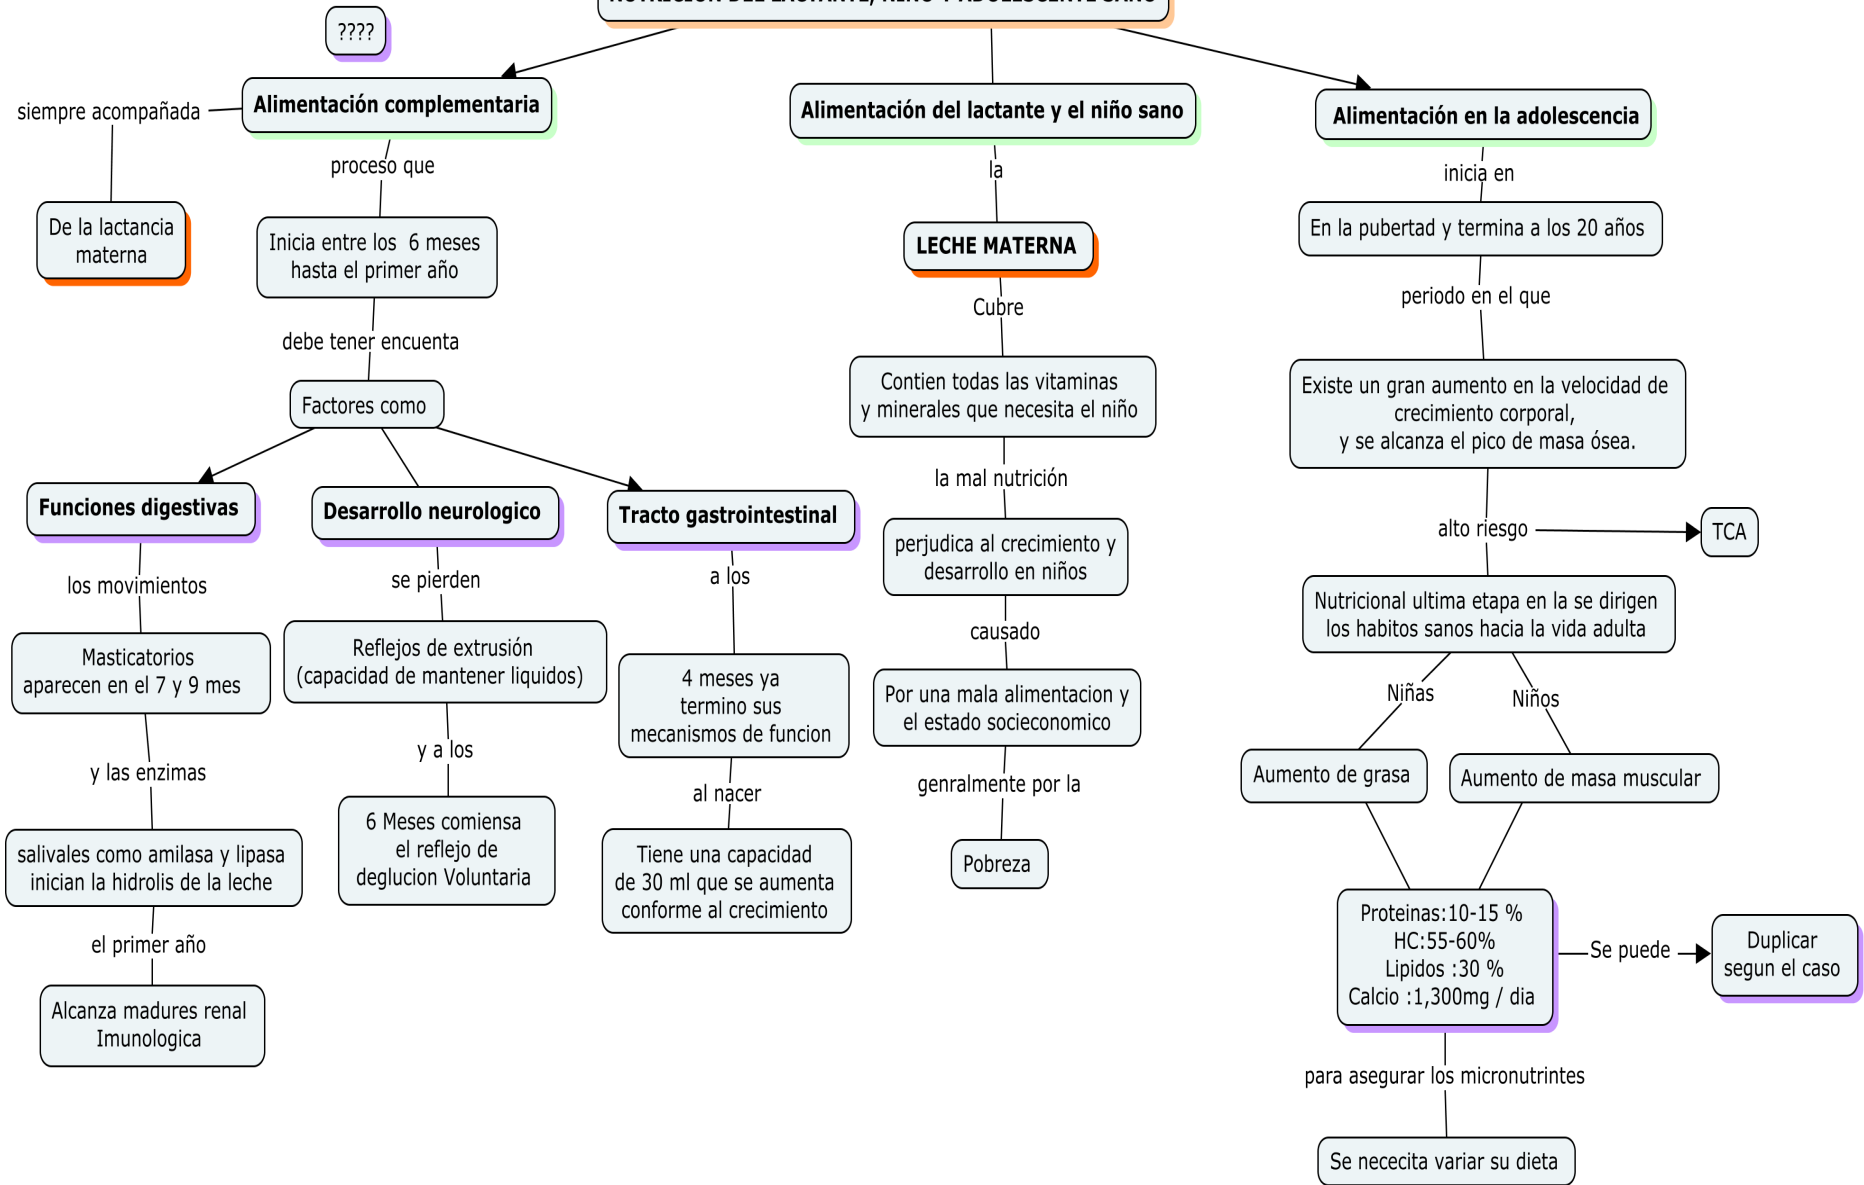 NUTRICIÓN DEL LACTANTE, NIÑO Y ADOLESCENTE SANO
????
Alimentación complementaria
siempre acompañada
De la lactancia
materna
proceso que
Inicia entre los 6 meses
hasta el primer año
debe tener encuenta
Factores como
Funciones digestivas
los movimientos
Masticatorios
aparecen en el 7 y 9 mes
y las enzimas
salivales como amilasa y lipasa
inician la hidrolis de la leche
el primer año
Alcanza madures renal
Imunologica
Desarrollo neurologico
se pierden
Reflejos de extrusión
(capacidad de mantener liquidos)
y a los
6 Meses comiensa
el reflejo de
deglucion Voluntaria
Tracto gastrointestinal
a los
4 meses ya
termino sus
mecanismos de funcion
al nacer
Tiene una capacidad
de 30 ml que se aumenta
conforme al crecimiento
Alimentación del lactante y el niño sano
la
LECHE MATERNA
Cubre
Contien todas las vitaminas
y minerales que necesita el niño
la mal nutrición
perjudica al crecimiento y
desarrollo en niños
causado
Por una mala alimentacion y
el estado socieconomico
genralmente por la
Pobreza
Alimentación en la adolescencia
inicia en
En la pubertad y termina a los 20 años
periodo en el que
Existe un gran aumento en la velocidad de
crecimiento corporal,
y se alcanza el pico de masa ósea.
alto riesgo
TCA
Nutricional ultima etapa en la se dirigen
los habitos sanos hacia la vida adulta
Niñas
Niños
Aumento de grasa
Aumento de masa muscular
Proteinas:10-15 %
HC:55-60%
Lipidos :30 %
Calcio :1,300mg / dia
Se puede
Duplicar
segun el caso
para asegurar los micronutrintes
Se nececita variar su dieta